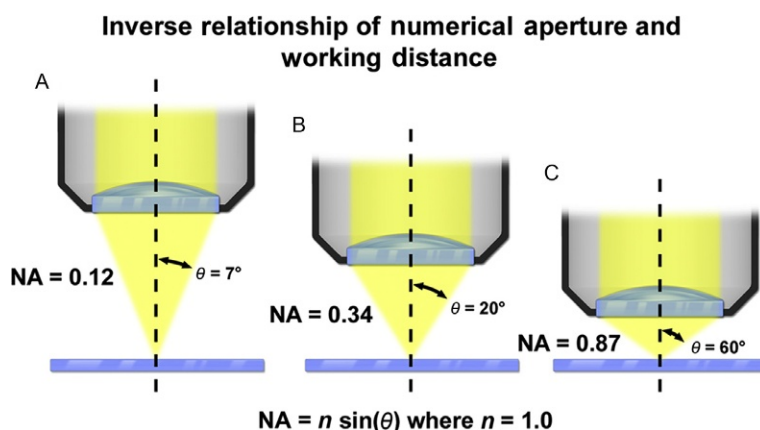 Inverse relationship of numerical aperture and
working distance
A
NA = 0.12
θ = 7°
B
NA = 0.34
θ = 20°
C
NA = 0.87
θ = 60°
NA = n sin(θ) where n = 1.0